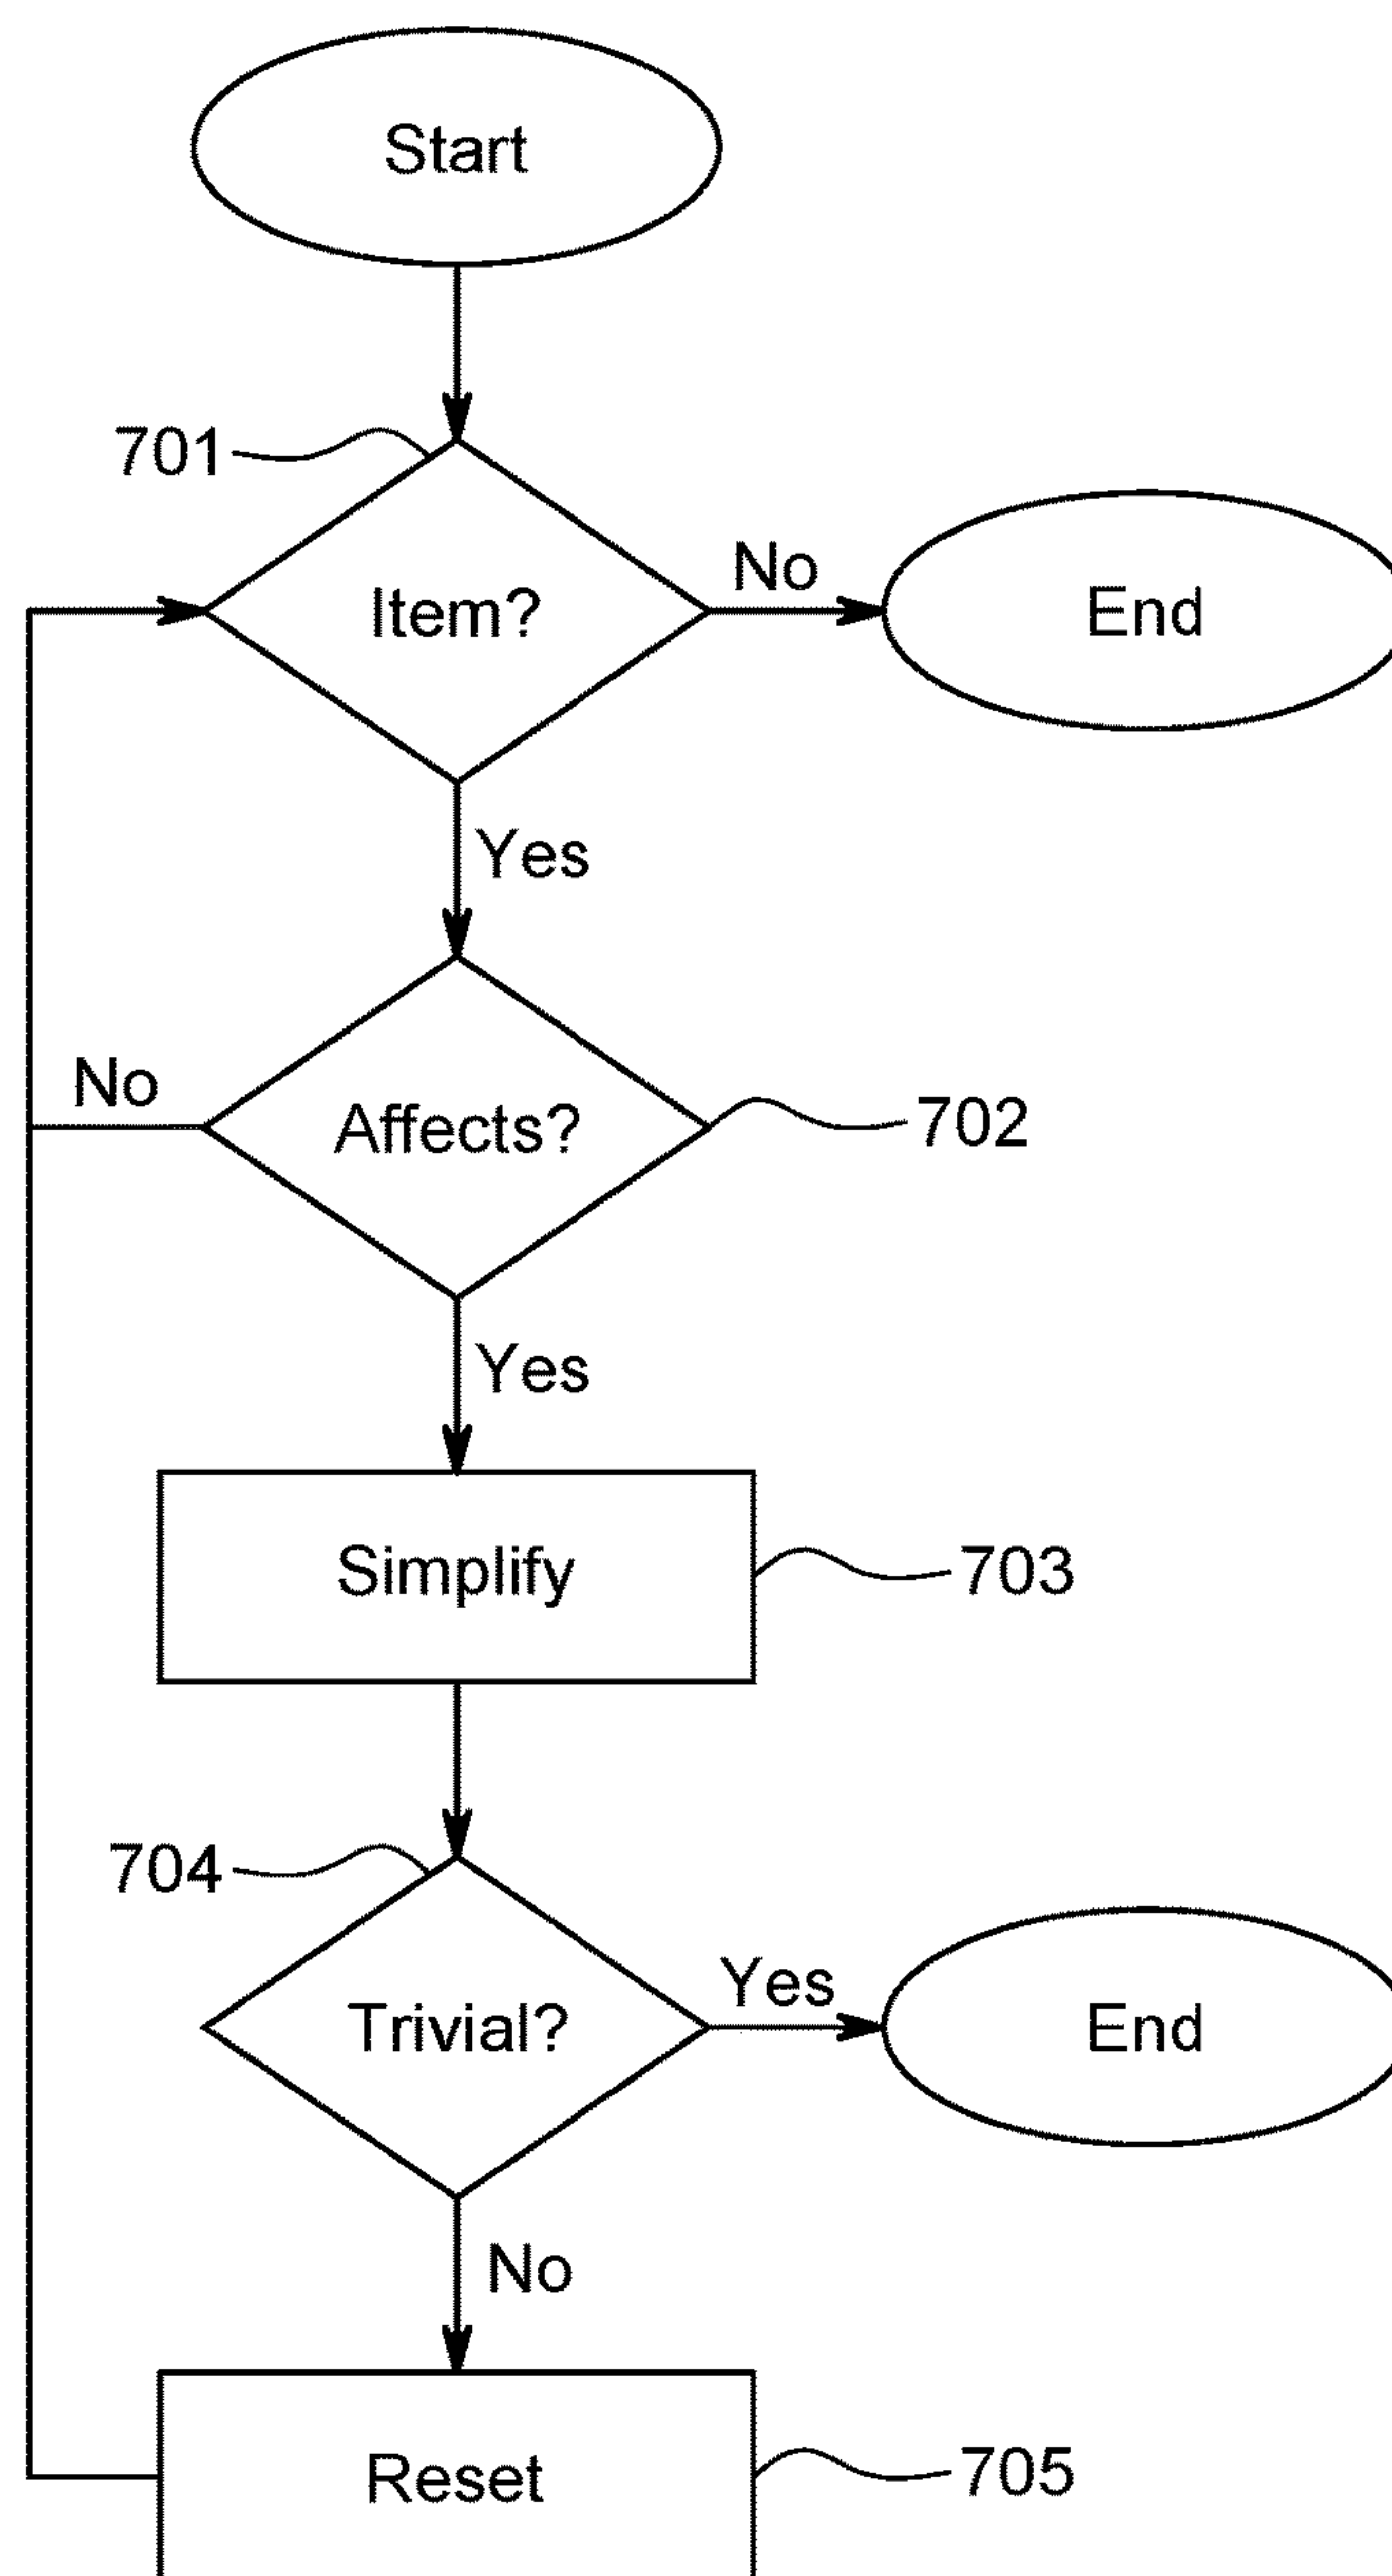 Start
701
Item?
No
End
Yes
No
Affects?
702
Yes
Simplify
703
704
Trivial?
Yes
End
No
Reset
705